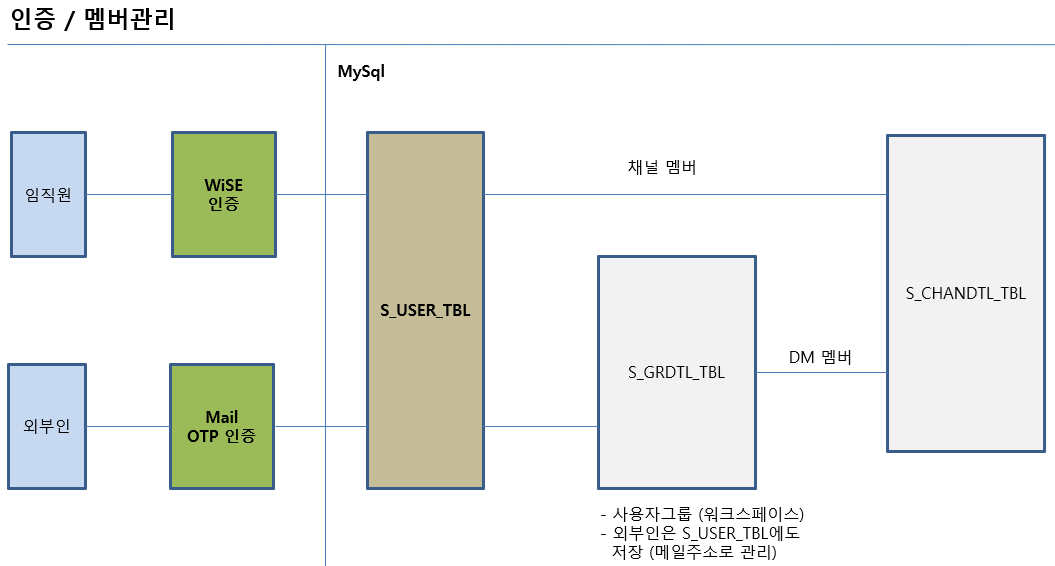 인증 / 멤버관리
MySql
임직원
WiSE
인증
채널 멤버
S_USER_TBL
S_CHANDTL_TBL
S_GRDTL_TBL
DM 멤버
외부인
Mail
OTP 인증
- 사용자그룹 (워크스페이스)
- 외부인은 S_USER_TBL에도
저장 (메일주소로 관리)